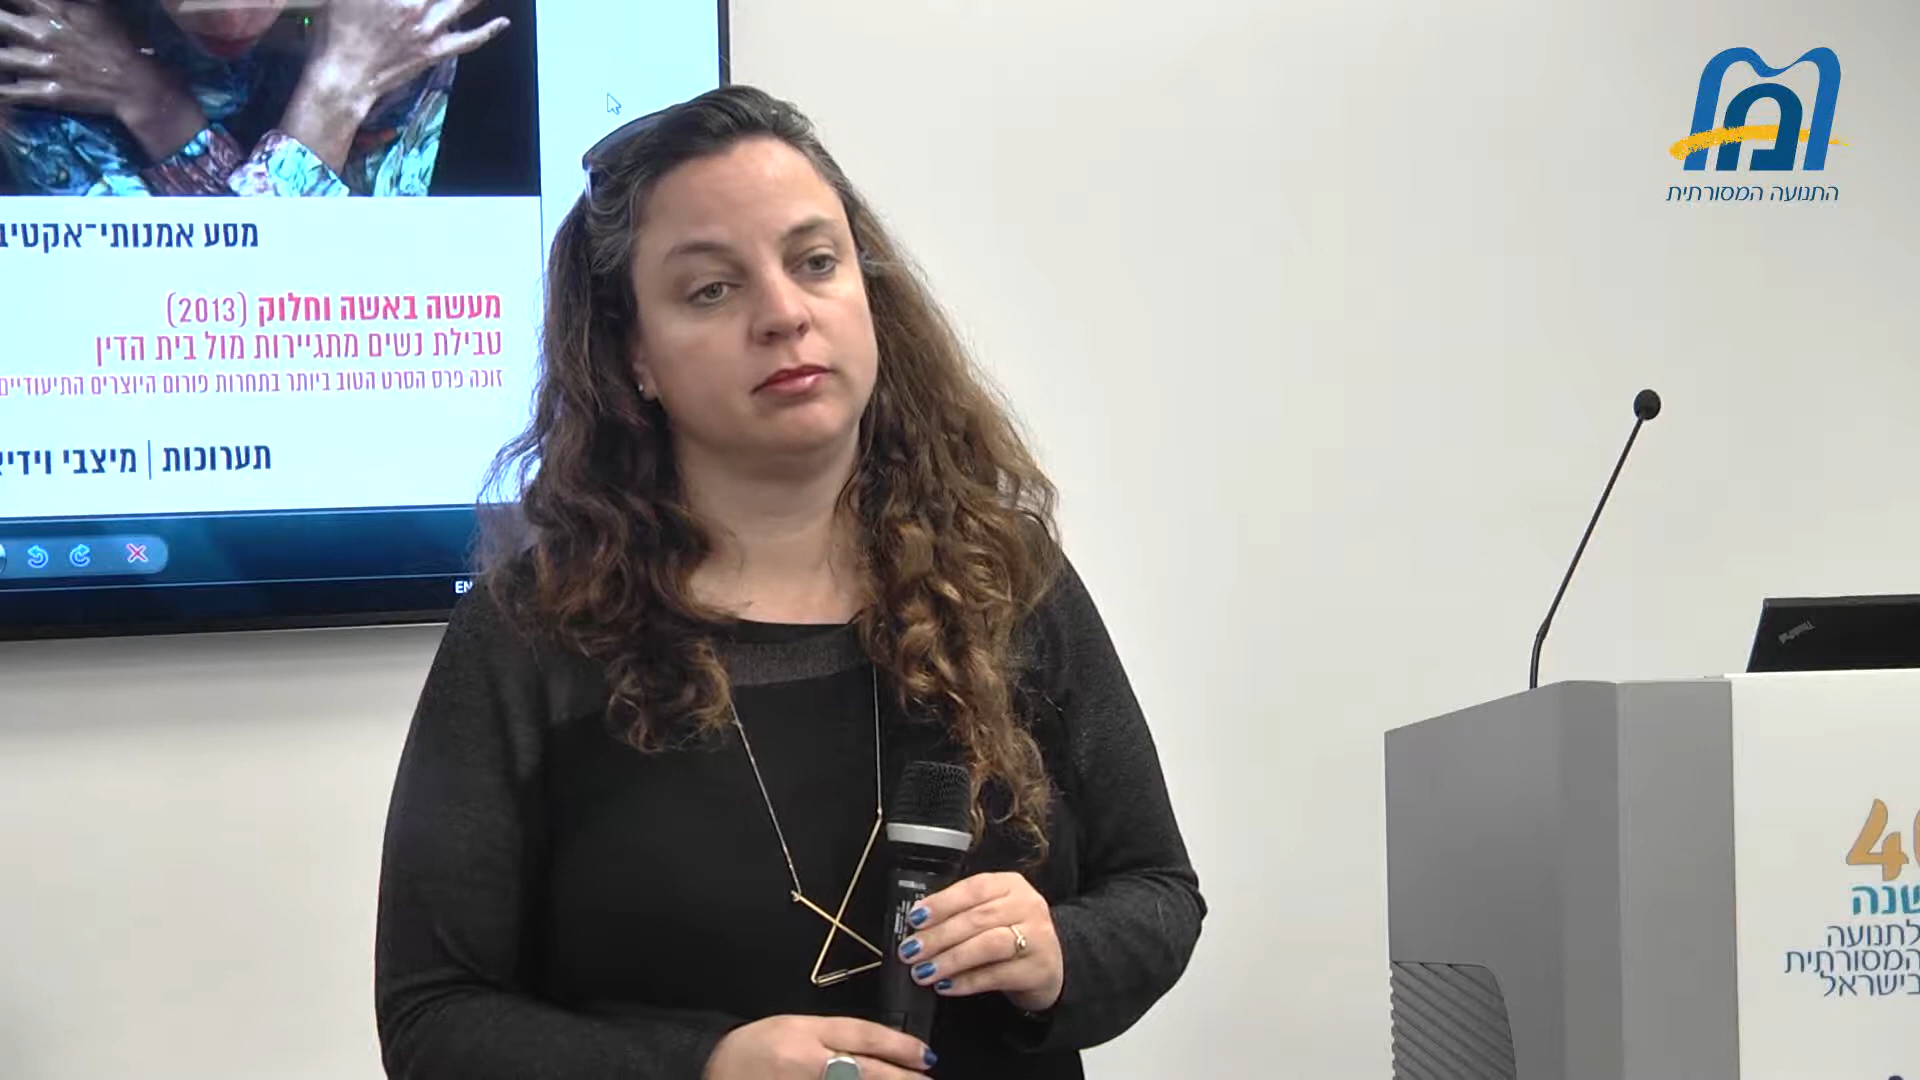 התנועה המסורתית
מסע אמנותי־אקטיב
מעשה באשה וחלוק (2013)
טבילת נשים מתגיירות מול בית הדין
זוכה פרס הסרט הטוב ביותר בתחרות פורום היוצרים התיעודיים
תערוכות | מיצבי וידי
EN
ThinkPad
40
שנה
לתנועה
המסורתית
בישראל